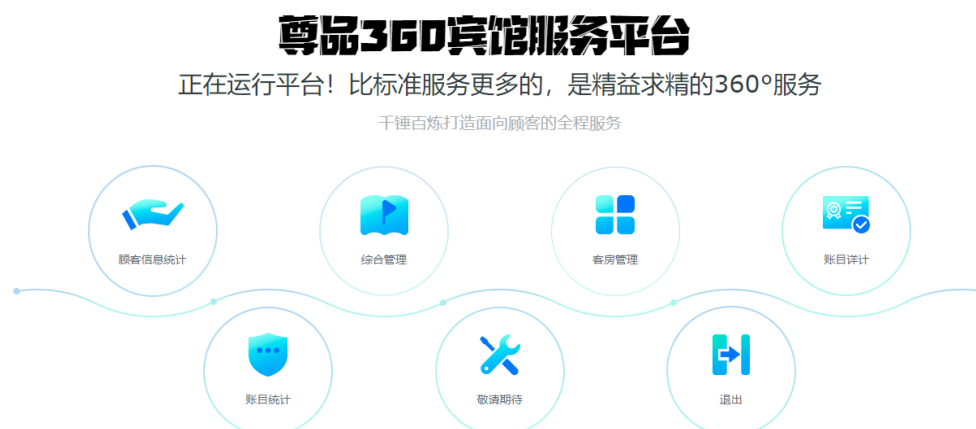 尊品360宾馆服务平台
正在运行平台！比标准服务更多的，是精益求精的360°服务
千锤百炼打造面向顾客的全程服务
顾客信息统计
综合管理
客房管理
账目详计
账目统计
敬请期待
退出